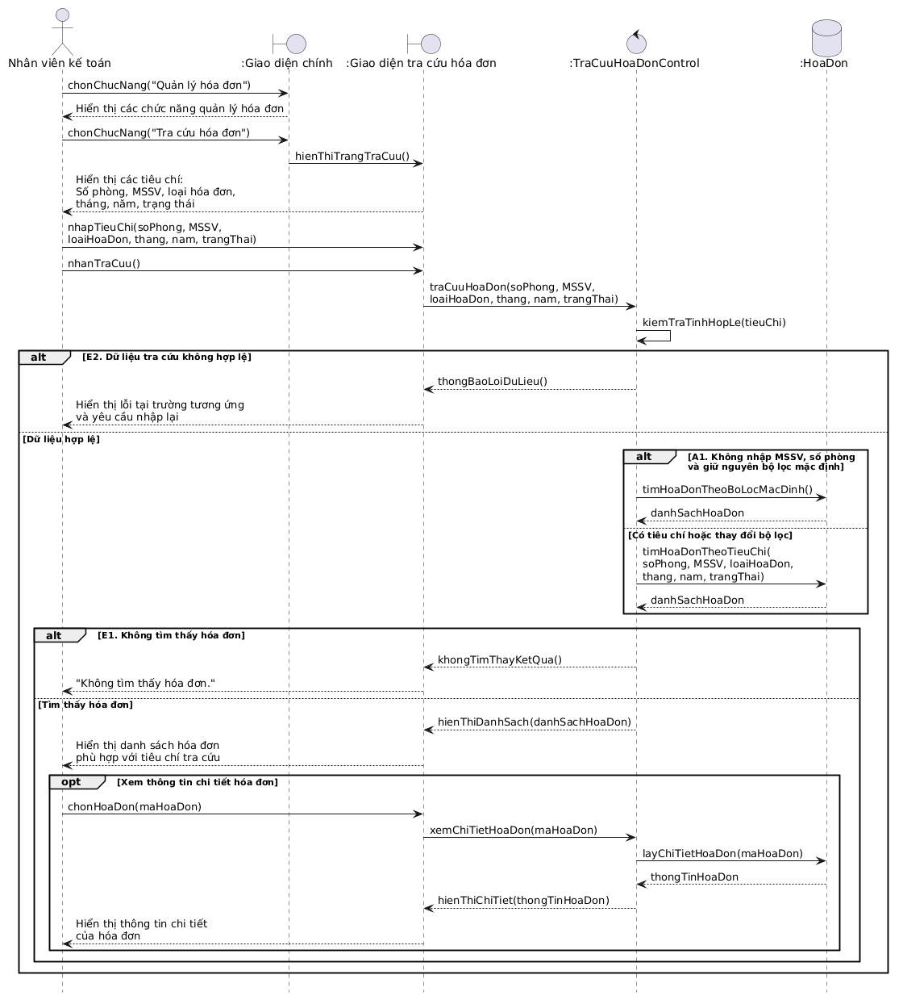 Nhân viên kế toán
:Giao diện chính
:Giao diện tra cứu hóa đơn
:TraCuuHoaDonControl
:HoaDon
chonChucNang("Quản lý hóa đơn")
Hiển thị các chức năng quản lý hóa đơn
chonChucNang("Tra cứu hóa đơn")
hienThiTrangTraCuu()
Hiển thị các tiêu chí:
Số phòng, MSSV, loại hóa đơn,
tháng, năm, trạng thái
nhapTieuChi(soPhong, MSSV,
loaiHoaDon, thang, nam, trangThai)
nhanTraCuu()
traCuuHoaDon(soPhong, MSSV,
loaiHoaDon, thang, nam, trangThai)
kiemTraTinhHopLe(tieuChi)
alt [E2. Dữ liệu tra cứu không hợp lệ]
thongBaoLoiDuLieu()
Hiển thị lỗi tại trường tương ứng
và yêu cầu nhập lại
[Dữ liệu hợp lệ]
alt [A1. Không nhập MSSV, số phòng
và giữ nguyên bộ lọc mặc định]
timHoaDonTheoBoLocMacDinh()
danhSachHoaDon
[Có tiêu chí hoặc thay đổi bộ lọc]
timHoaDonTheoTieuChi(
soPhong, MSSV, loaiHoaDon,
thang, nam, trangThai)
danhSachHoaDon
alt [E1. Không tìm thấy hóa đơn]
khongTimThayKetQua()
"Không tìm thấy hóa đơn."
[Tìm thấy hóa đơn]
hienThiDanhSach(danhSachHoaDon)
Hiển thị danh sách hóa đơn
phù hợp với tiêu chí tra cứu
opt [Xem thông tin chi tiết hóa đơn]
chonHoaDon(maHoaDon)
xemChiTietHoaDon(maHoaDon)
layChiTietHoaDon(maHoaDon)
thongTinHoaDon
hienThiChiTiet(thongTinHoaDon)
Hiển thị thông tin chi tiết
của hóa đơn